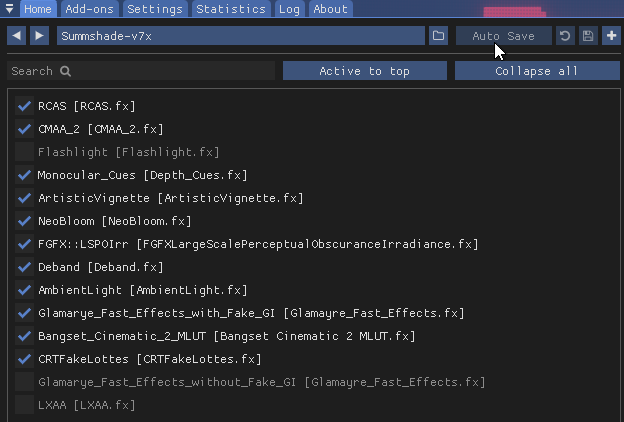 Home Add-ons Settings Statistics Log About
Summshade-v7x Auto Save
Search Active to top Collapse all
RCAS [RCAS.fx]
CMAA_2 [CMAA_2.fx]
Flashlight [Flashlight.fx]
Monocular_Cues [Depth_Cues.fx]
ArtisticVignette [ArtisticVignette.fx]
NeoBloom [NeoBloom.fx]
FGFX::LSPOIrr [FGFXLargeScalePerceptualObscuranceIrradiance.fx]
Deband [Deband.fx]
AmbientLight [AmbientLight.fx]
Glamarye_Fast_Effects_with_Fake_GI [Glamayre_Fast_Effects.fx]
Bangset_Cinematic_2_MLUT [Bangset Cinematic 2 MLUT.fx]
CRTFakeLottes [CRTFakeLottes.fx]
Glamarye_Fast_Effects_without_Fake_GI [Glamayre_Fast_Effects.fx]
LXAA [LXAA.fx]